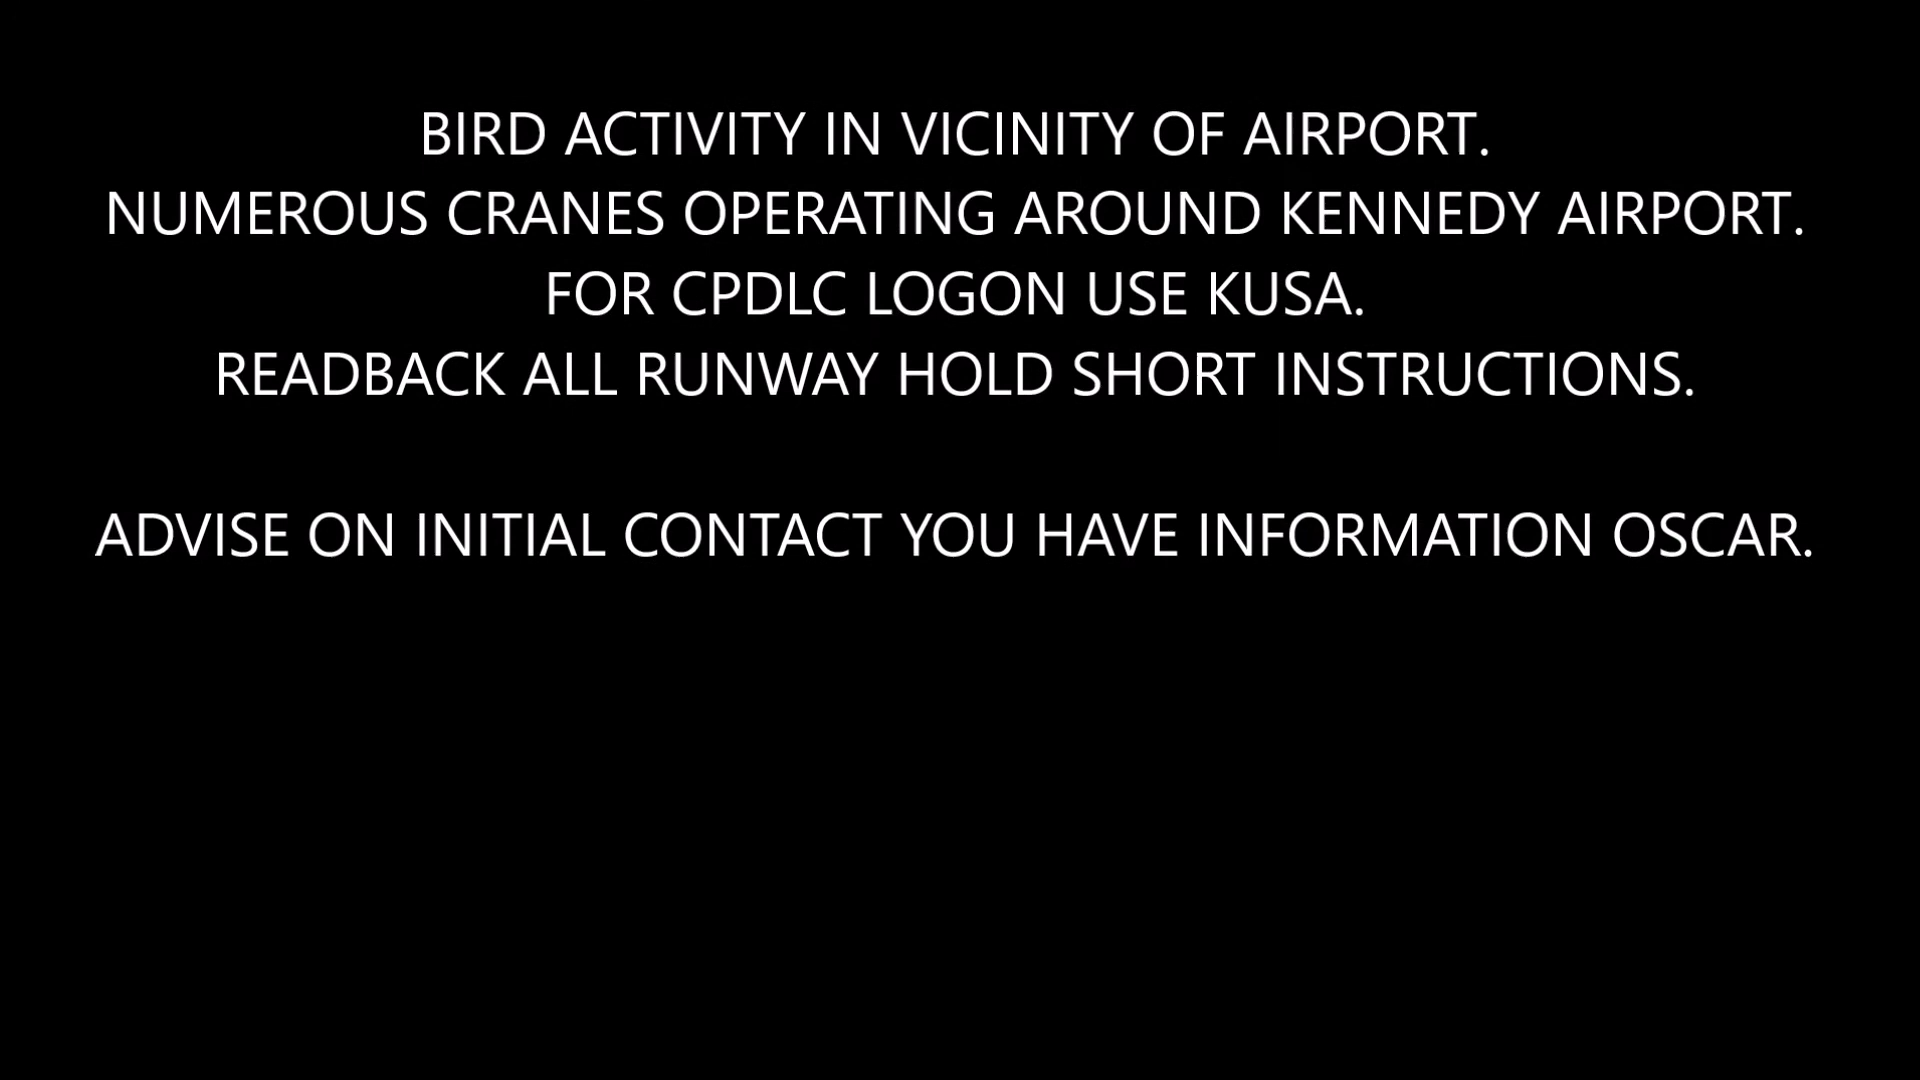 BIRD ACTIVITY IN VICINITY OF AIRPORT.
NUMEROUS CRANES OPERATING AROUND KENNEDY AIRPORT.
FOR CPDLC LOGON USE KUSA.
READBACK ALL RUNWAY HOLD SHORT INSTRUCTIONS.
ADVISE ON INITIAL CONTACT YOU HAVE INFORMATION OSCAR.